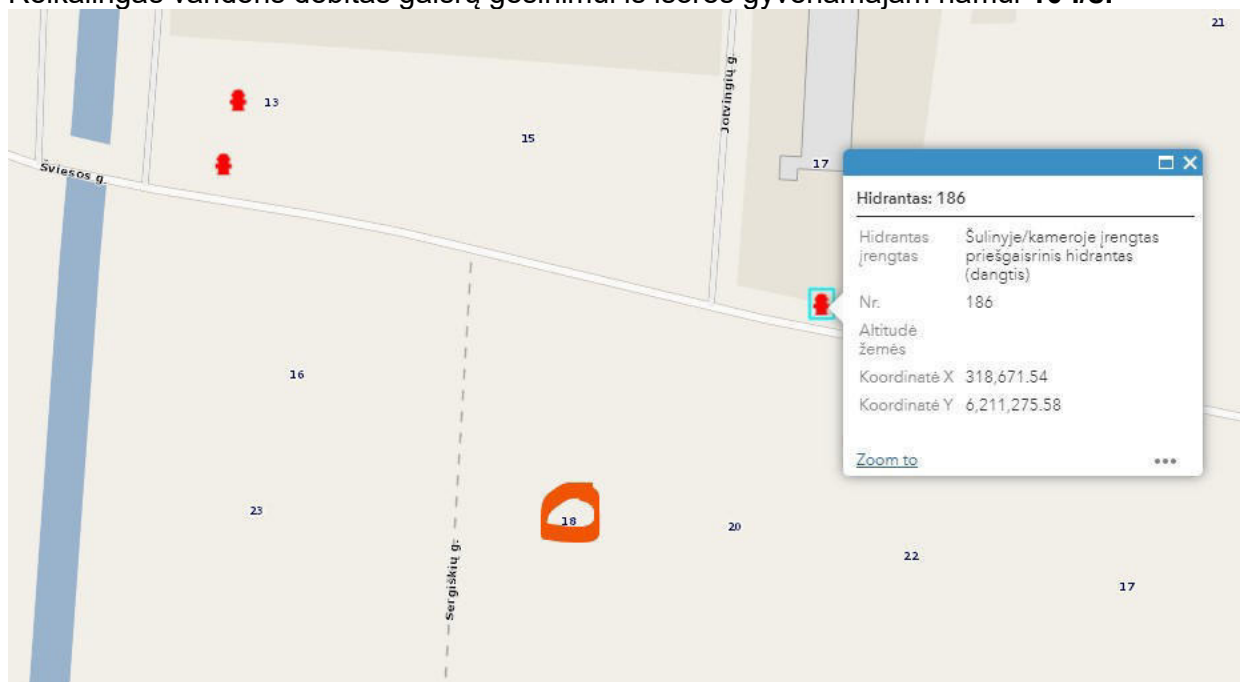 Reikalingas vandens debitas gaisrų gesinimui iš išorės gyvenamajam namui 10 l/s.
21
13
15
Jotvingių g.
17
Šviesos g.
Hidrantas: 186
Hidrantas įrengtas
Šulinyje/kameroje įrengtas
priešgaisrinis hidrantas
(dangtis)
Nr.
186
Altitudė
žemės
Koordinatė X 318,671.54
Koordinatė Y 6,211,275.58
Zoom to
16
23
18
20
22
17
Sergiškių g.